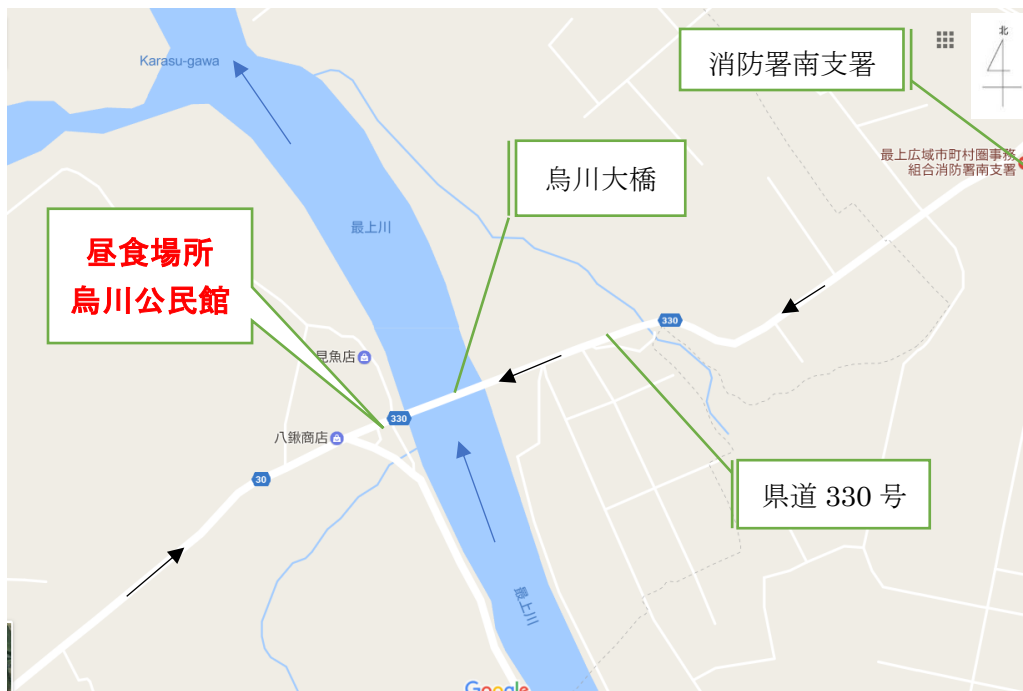 北
消防署南支署
Karasu-gawa
最上広域市町村圏事務
組合消防署南支署
烏川大橋
最上川
昼食場所
烏川公民館
330
見魚店
330
八鍬商店
30
県道 330 号
最上川
Google